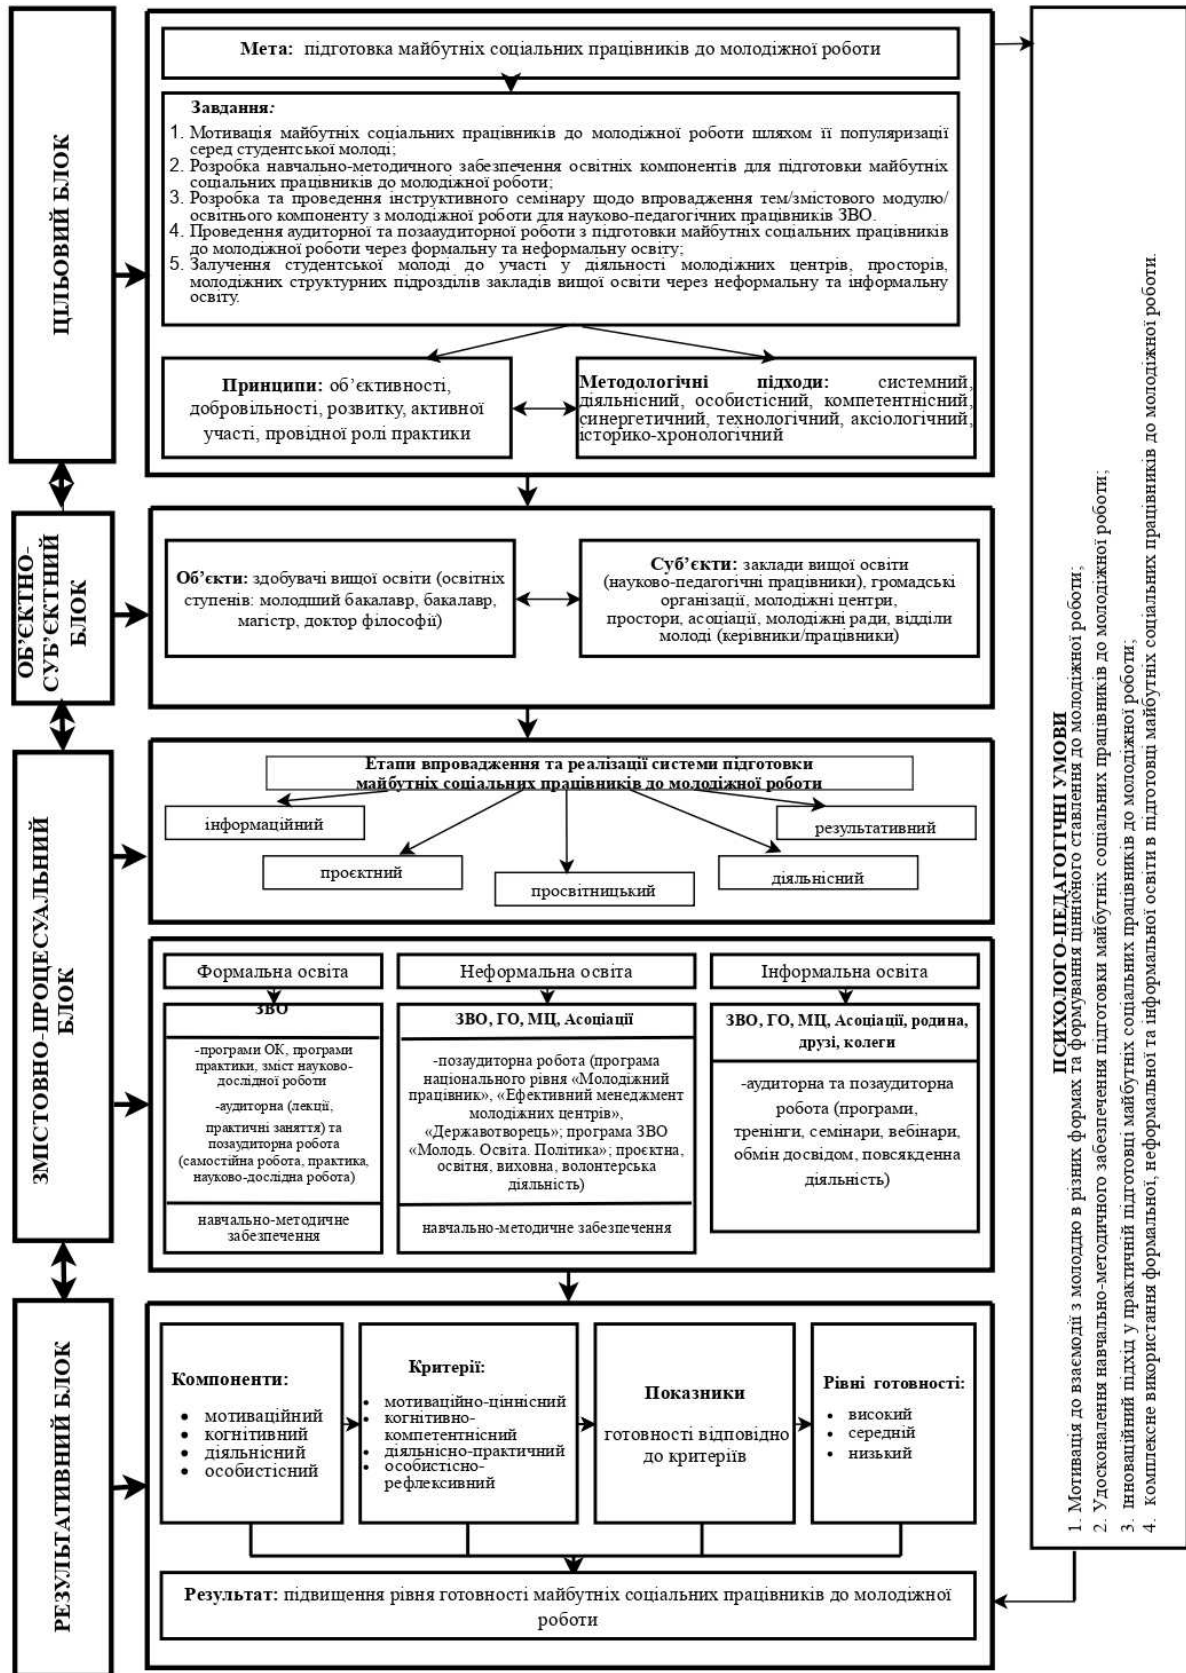 ЦІЛЬОВИЙ БЛОК
Мета: підготовка майбутніх соціальних працівників до молодіжної роботи
Завдання:
1. Мотивація майбутніх соціальних працівників до молодіжної роботи шляхом її популяризації
серед студентської молоді;
2. Розробка навчально-методичного забезпечення освітніх компонентів для підготовки майбутніх
соціальних працівників до молодіжної роботи;
3. Розробка та проведення інструктивного семінару щодо впровадження тем/змістового модулю/
освітнього компоненту з молодіжної роботи для науково-педагогічних працівників ЗВО.
4. Проведення аудиторної та позааудиторної роботи з підготовки майбутніх соціальних працівників
до молодіжної роботи через формальну та неформальну освіту;
5. Залучення студентської молоді до участі у діяльності молодіжних центрів, просторів,
молодіжних структурних підрозділів закладів вищої освіти через неформальну та інформальну
освіту.
Принципи: об’єктивності,
добровільності, розвитку, активної
участі, провідної ролі практики
Методологічні підходи: системний,
діяльнісний, особистісний, компетентнісний,
синергетичний, технологічний, аксіологічний,
історико-хронологічний
ОБ’ЄКТНО-
СУБ’ЄКТНИЙ
БЛОК
Об’єкти: здобувачі вищої освіти (освітніх
ступенів: молодший бакалавр, бакалавр,
магістр, доктор філософії)
Суб’єкти: заклади вищої освіти
(науково-педагогічні працівники), громадські
організації, молодіжні центри,
простори, асоціації, молодіжні ради, відділи
молоді (керівники/працівники)
ЗМІСТОВНО-ПРОЦЕСУАЛЬНИЙ
БЛОК
Етапи впровадження та реалізації системи підготовки
майбутніх соціальних працівників до молодіжної роботи
інформаційний
результативний
проєктний
діяльнісний
просвітницький
Формальна освіта
ЗВО
-програми ОК, програми
практики, зміст науково-
дослідної роботи
-аудиторна (лекції,
практичні заняття) та
позаудиторна робота
(самостійна робота, практика,
науково-дослідна робота)
навчально-методичне
забезпечення
Неформальна освіта
ЗВО, ГО, МЦ, Асоціації
-позаудиторна робота (програма
національного рівня «Молодіжний
працівник», «Ефективний менеджмент
молодіжних центрів»,
«Державотворець»; програма ЗВО
«Молодь. Освіта. Політика»; проєктна,
освітня, виховна, волонтерська
діяльність)
навчально-методичне забезпечення
Інформальна освіта
ЗВО, ГО, МЦ, Асоціації, родина,
друзі, колеги
-аудиторна та позаудиторна
робота (програми,
тренінги, семінари, вебінари,
обмін досвідом, повсякденна
діяльність)
РЕЗУЛЬТАТИВНИЙ БЛОК
Компоненти:
• мотиваційний
• когнітивний
• діяльнісний
• особистісний
Критерії:
• мотиваційно-ціннісний
• когнітивно-
компетентнісний
• діяльнісно-практичний
• особистісно-
рефлексивний
Показники
готовності відповідно
до критеріїв
Рівні готовності:
• високий
• середній
• низький
Результат: підвищення рівня готовності майбутніх соціальних працівників до молодіжної
роботи
ПСИХОЛОГО-ПЕДАГОГІЧНІ УМОВИ
1. Мотивація до взаємодії з молоддю в різних формах та формування ціннісного ставлення до молодіжної роботи;
2. Удосконалення навчально-методичного забезпечення підготовки майбутніх соціальних працівників до молодіжної роботи;
3. Інноваційний підхід у практичній підготовці майбутніх соціальних працівників до молодіжної роботи;
4. Комплексне використання формальної, неформальної та інформальної освіти в підготовці майбутніх соціальних працівників до молодіжної роботи.